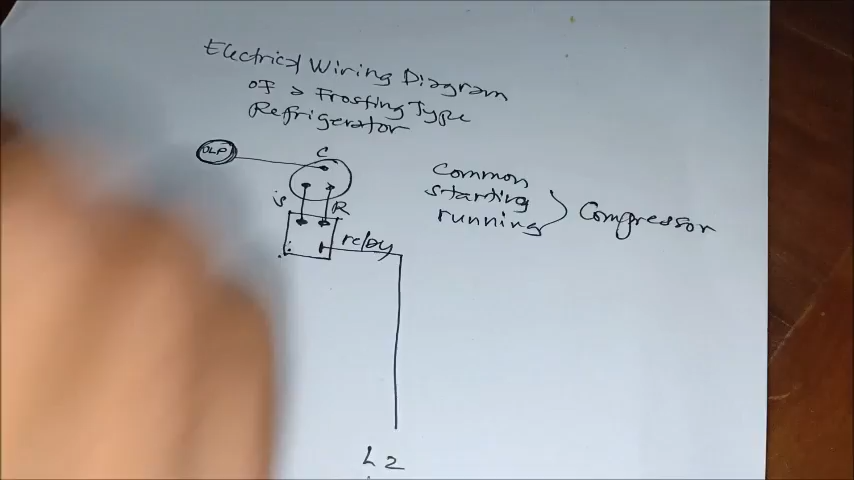 Electrical Wiring Diagram
of a Frosting Type
Refrigerator
OLP
C
S
R
relay
Common
starting
running
Compressor
L2